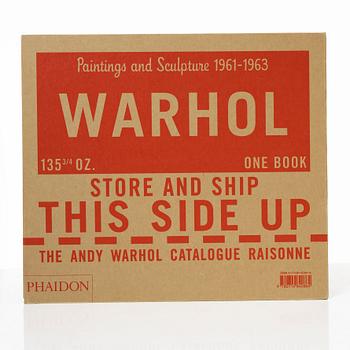 Paintings and Sculpture 1961-1963
WARHOL
135 3/4 OZ. ONE BOOK
STORE AND SHIP
THIS SIDE UP
THE ANDY WARHOL CATALOGUE RAISONNE
PHAIDON